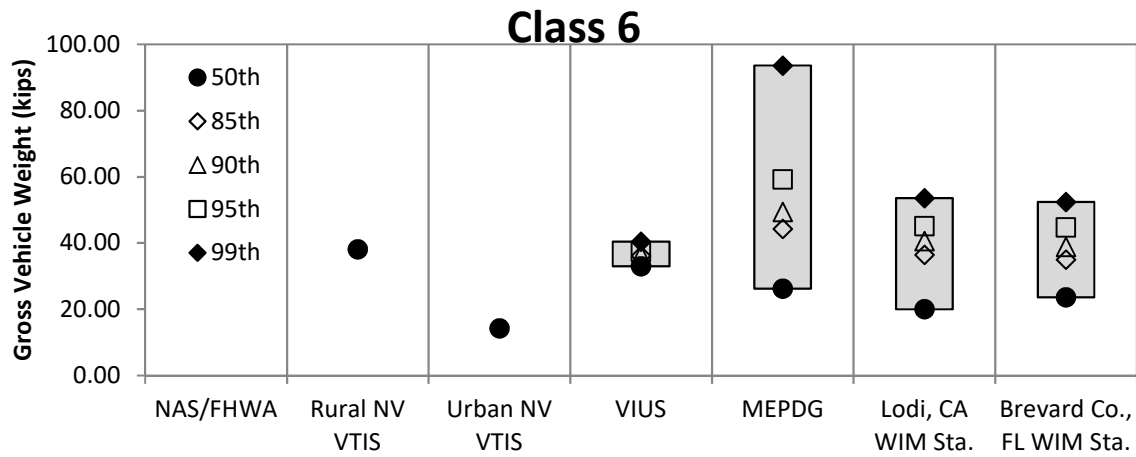 Class 6
Gross Vehicle Weight (kips)
100.00
80.00
60.00
40.00
20.00
0.00
50th
85th
90th
95th
99th
NAS/FHWA
Rural NV
VTIS
Urban NV
VTIS
VIUS
MEPDG
Lodi, CA
WIM Sta.
Brevard Co.,
FL WIM Sta.